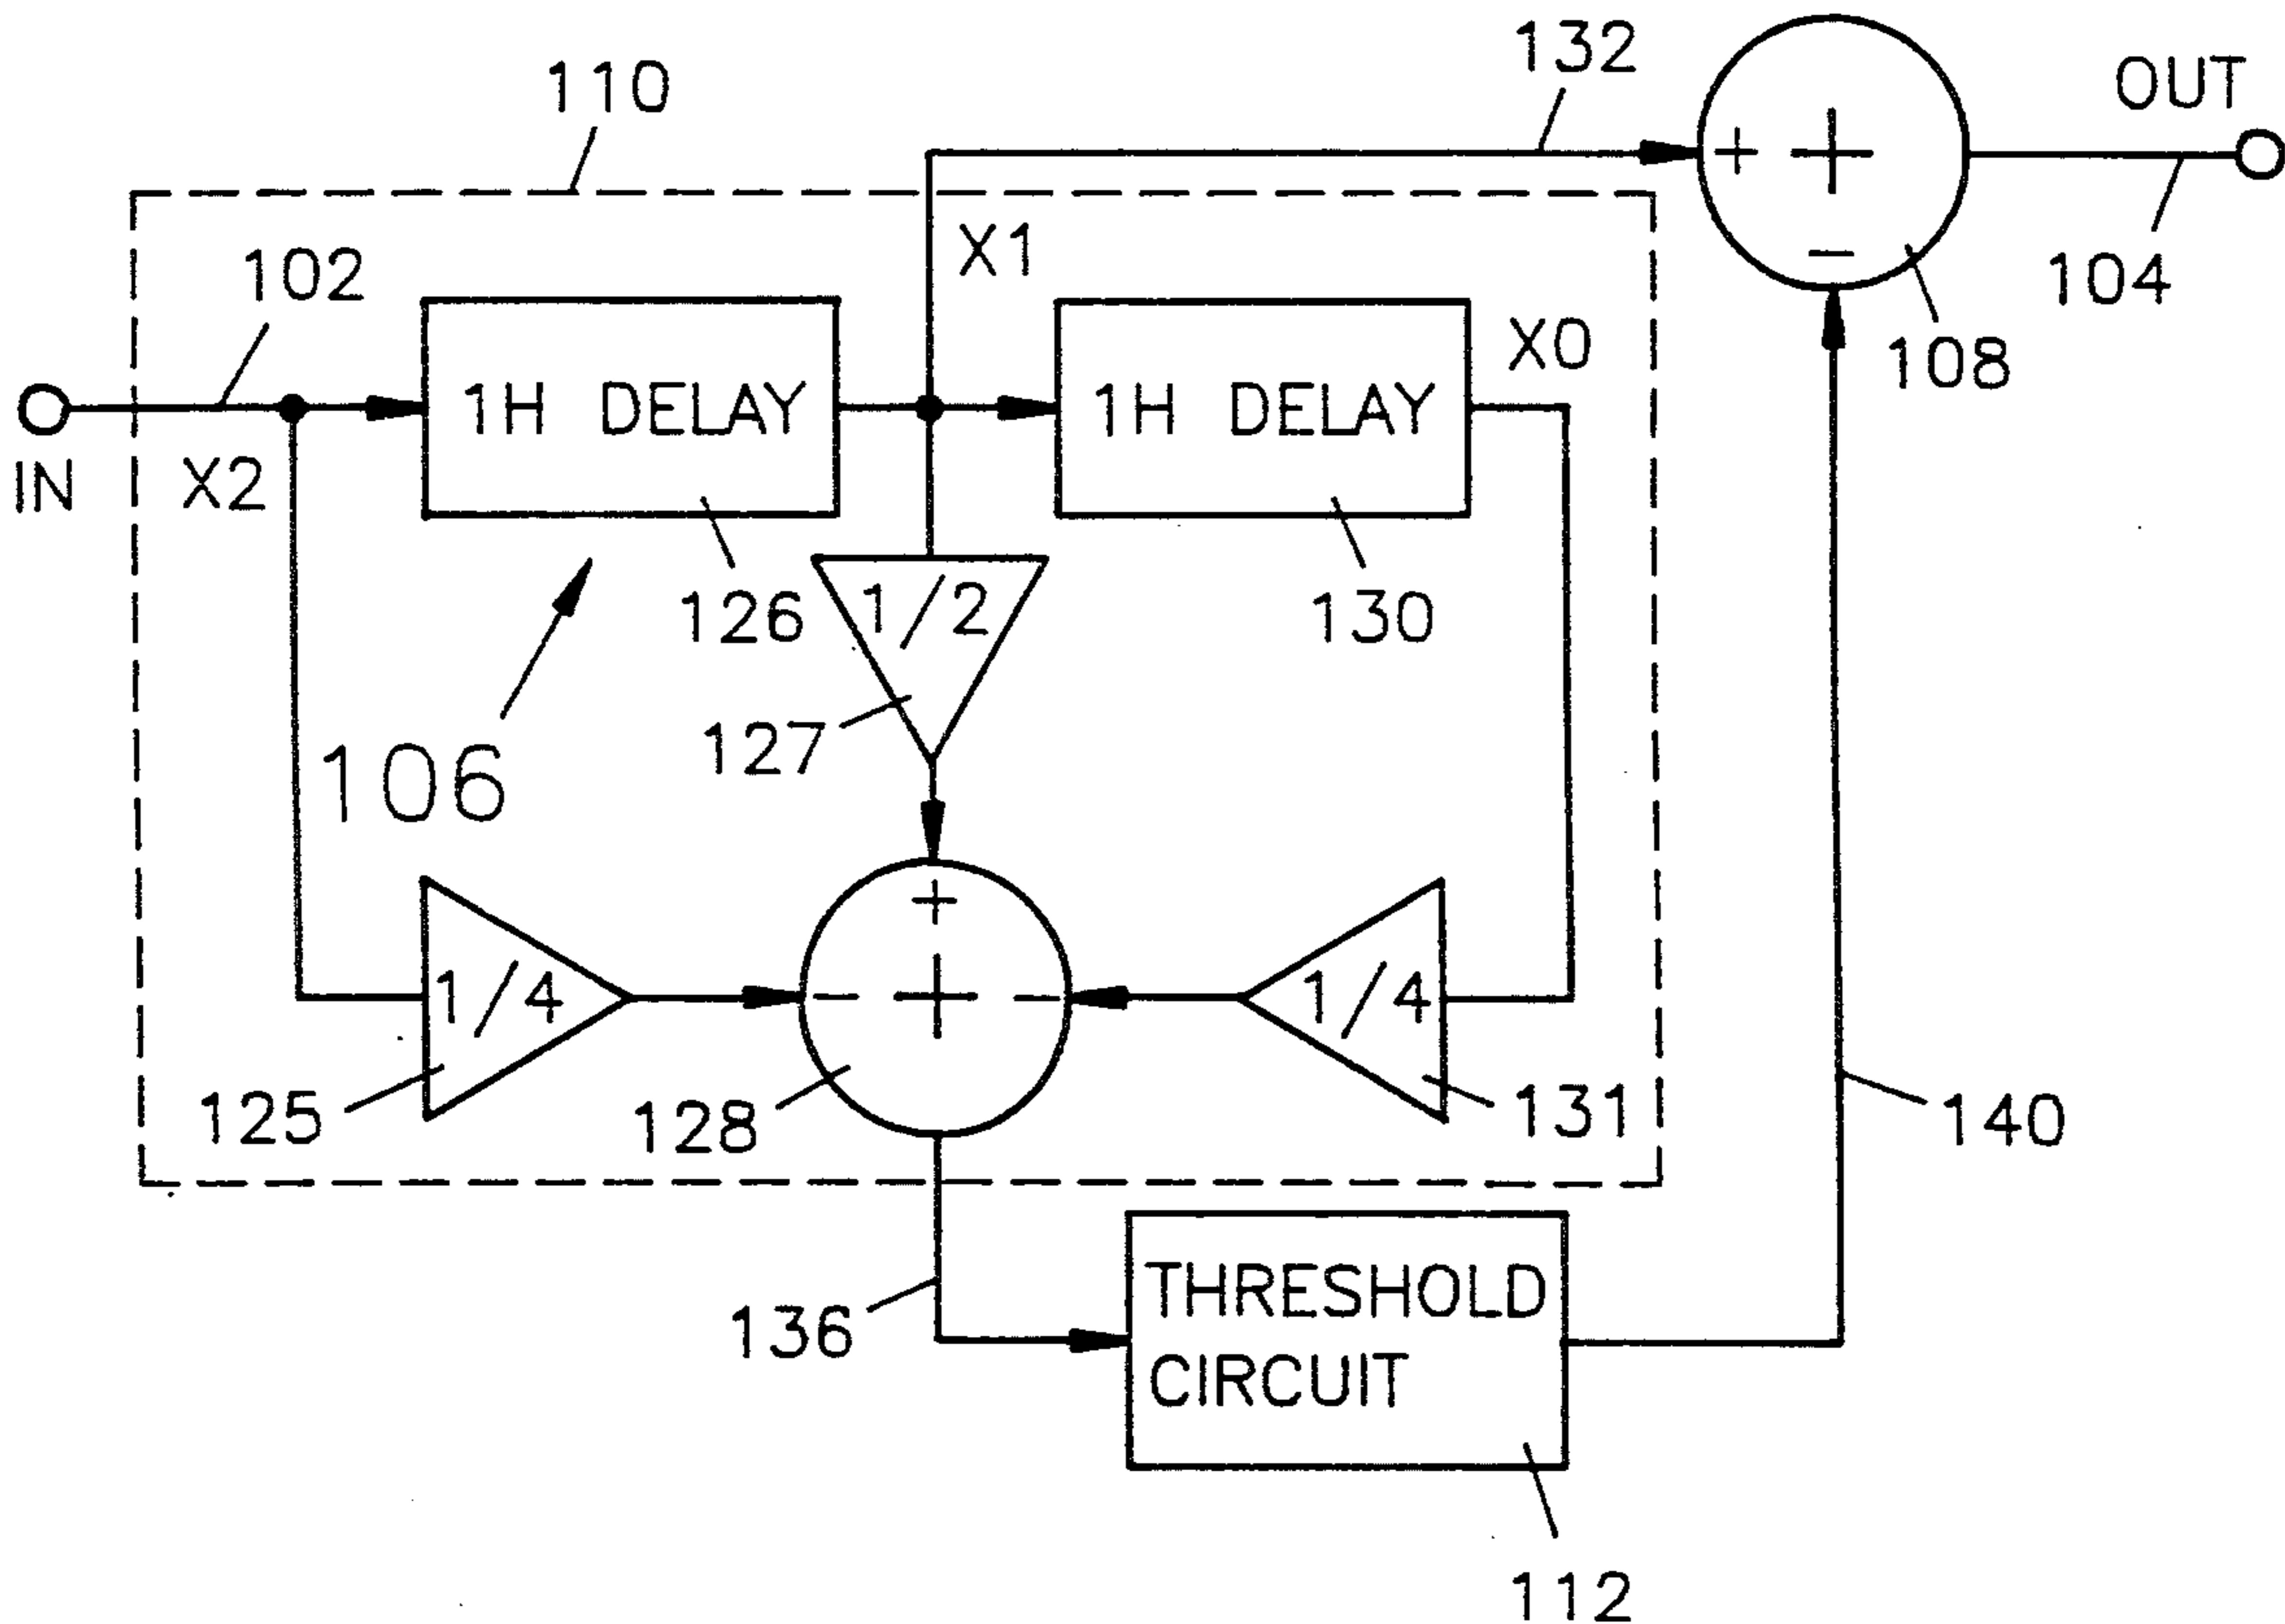 132
110
OUT
+ +
X1
−
102
104
X0
108
1H DELAY
1H DELAY
IN
X2
1/2
126
130
127
106
+
1/4
− + −
1/4
125
128
131
140
THRESHOLD
CIRCUIT
136
112